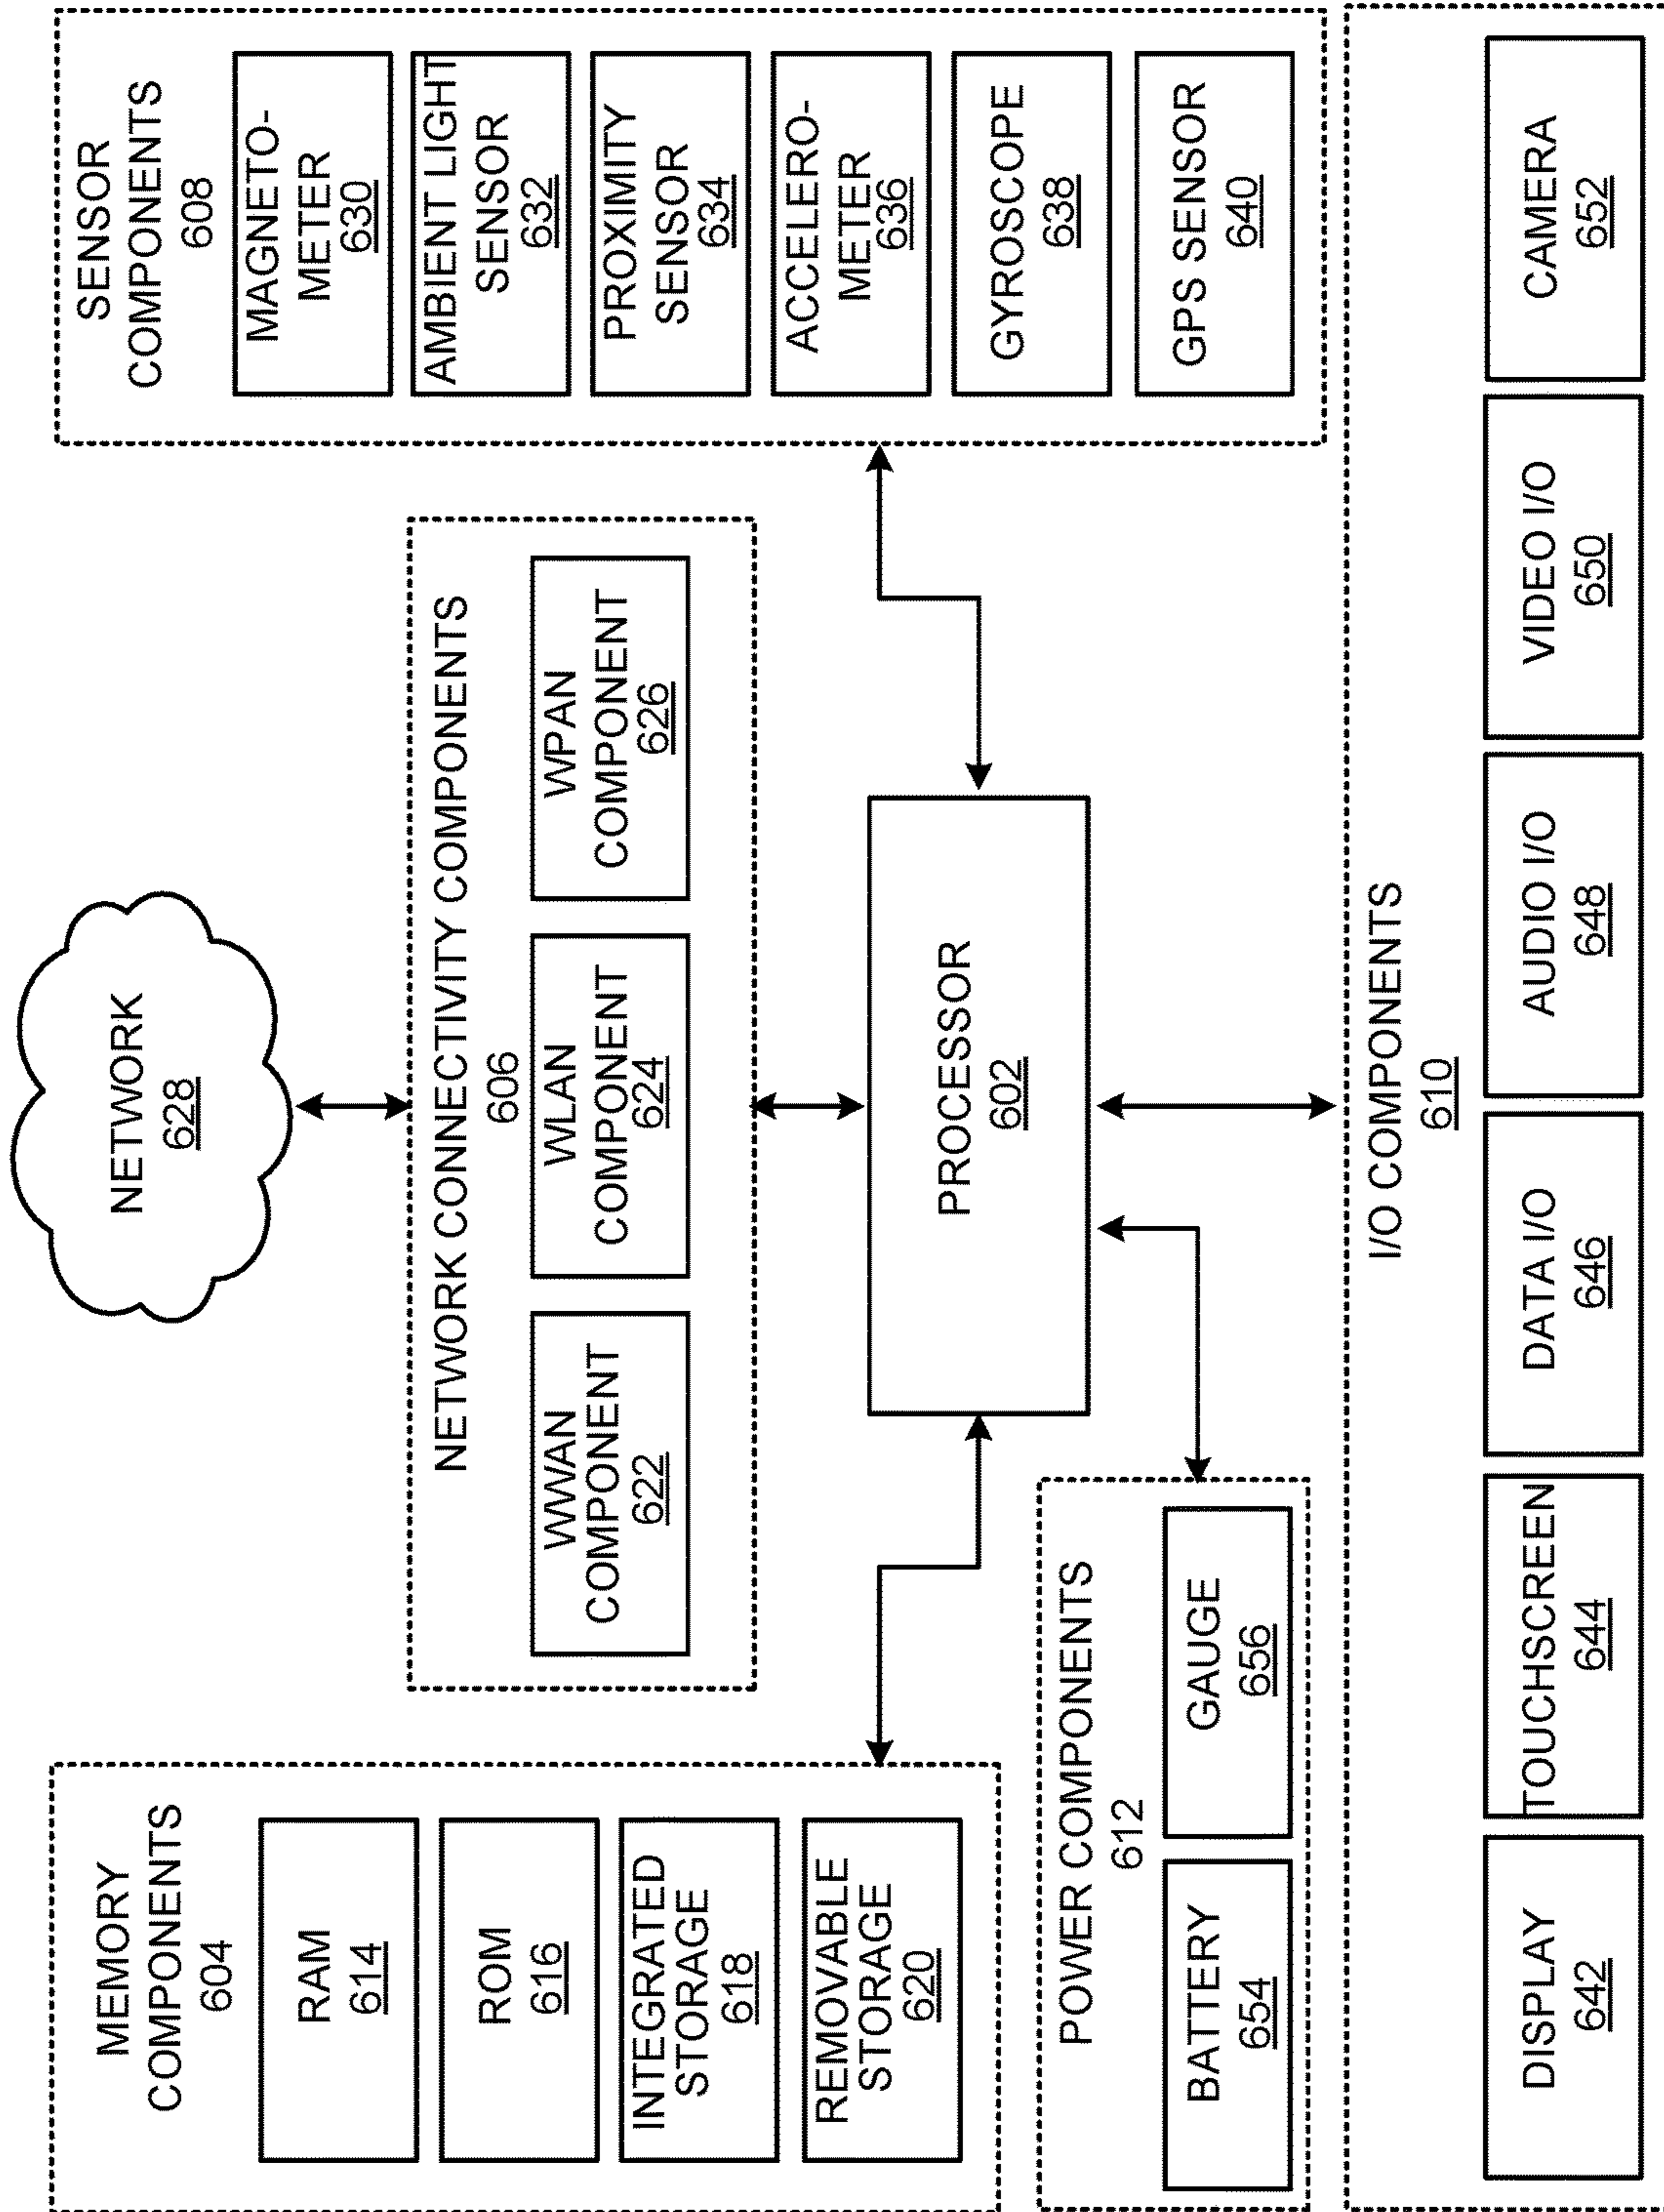 NETWORK
628
MEMORY
COMPONENTS
604
RAM
614
ROM
616
INTEGRATED
STORAGE
618
REMOVABLE
STORAGE
620
NETWORK CONNECTIVITY COMPONENTS
606
WWAN
COMPONENT
622
WLAN
COMPONENT
624
WPAN
COMPONENT
626
SENSOR
COMPONENTS
608
MAGNETO-
METER
630
AMBIENT LIGHT
SENSOR
632
PROXIMITY
SENSOR
634
ACCELERO-
METER
636
GYROSCOPE
638
GPS SENSOR
640
PROCESSOR
602
POWER COMPONENTS
612
BATTERY
654
GAUGE
656
I/O COMPONENTS
610
DISPLAY
642
TOUCHSCREEN
644
DATA I/O
646
AUDIO I/O
648
VIDEO I/O
650
CAMERA
652